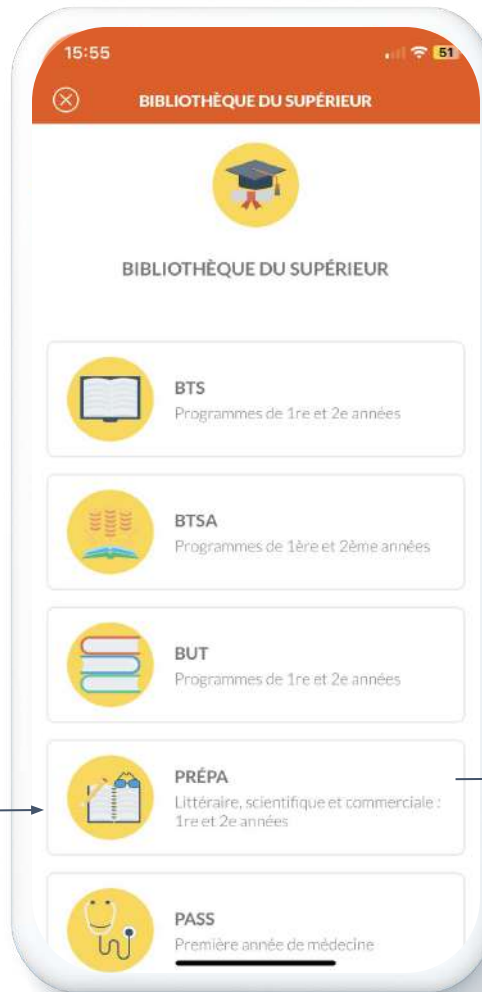 15:55
51
BIBLIOTHÈQUE DU SUPÉRIEUR
BIBLIOTHÈQUE DU SUPÉRIEUR
BTS
Programmes de 1re et 2e années
BTSA
Programmes de 1ère et 2ème années
BUT
Programmes de 1re et 2e années
PRÉPA
Littéraire, scientifique et commerciale :
1re et 2e années
PASS
Première année de médecine